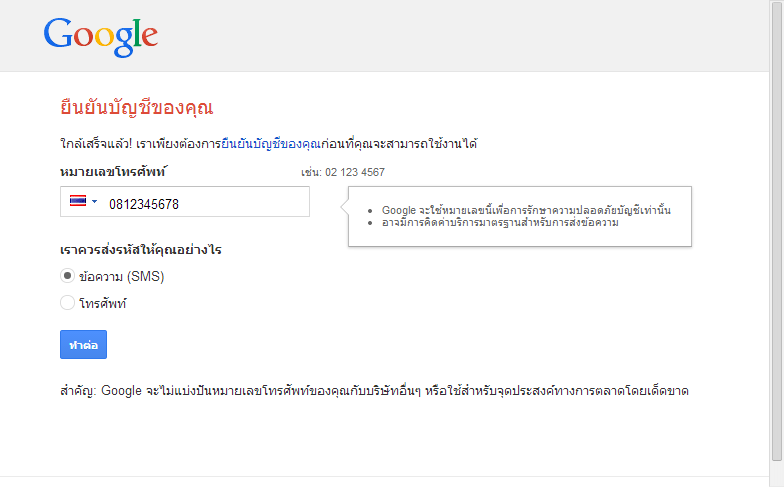 Google
ยืนยันบัญชีของคุณ
ใกล้เสร็จแล้ว! เราเพียงต้องการยืนยันบัญชีของคุณก่อนที่คุณจะสามารถใช้งานได้
หมายเลขโทรศัพท์ เช่น: 02 123 4567
0812345678
Google จะใช้หมายเลขนี้เพื่อการรักษาความปลอดภัยบัญชีเท่านั้น
อาจมีการคิดค่าบริการมาตรฐานสำหรับการส่งข้อความ
เราควรส่งรหัสให้คุณอย่างไร
ข้อความ (SMS)
โทรศัพท์
ทำต่อ
สำคัญ: Google จะไม่แบ่งปันหมายเลขโทรศัพท์ของคุณกับบริษัทอื่นๆ หรือใช้สำหรับจุดประสงค์ทางการตลาดโดยเด็ดขาด